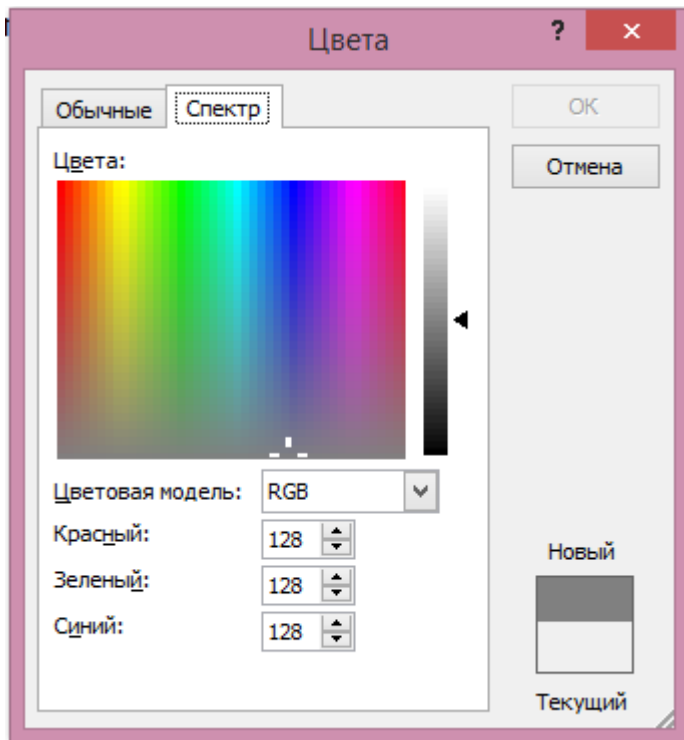 Цвета
?
Обычные
Спектр
OK
Отмена
Цвета:
Цветовая модель:
RGB
Красный:
128
Зеленый:
128
Синий:
128
Новый
Текущий